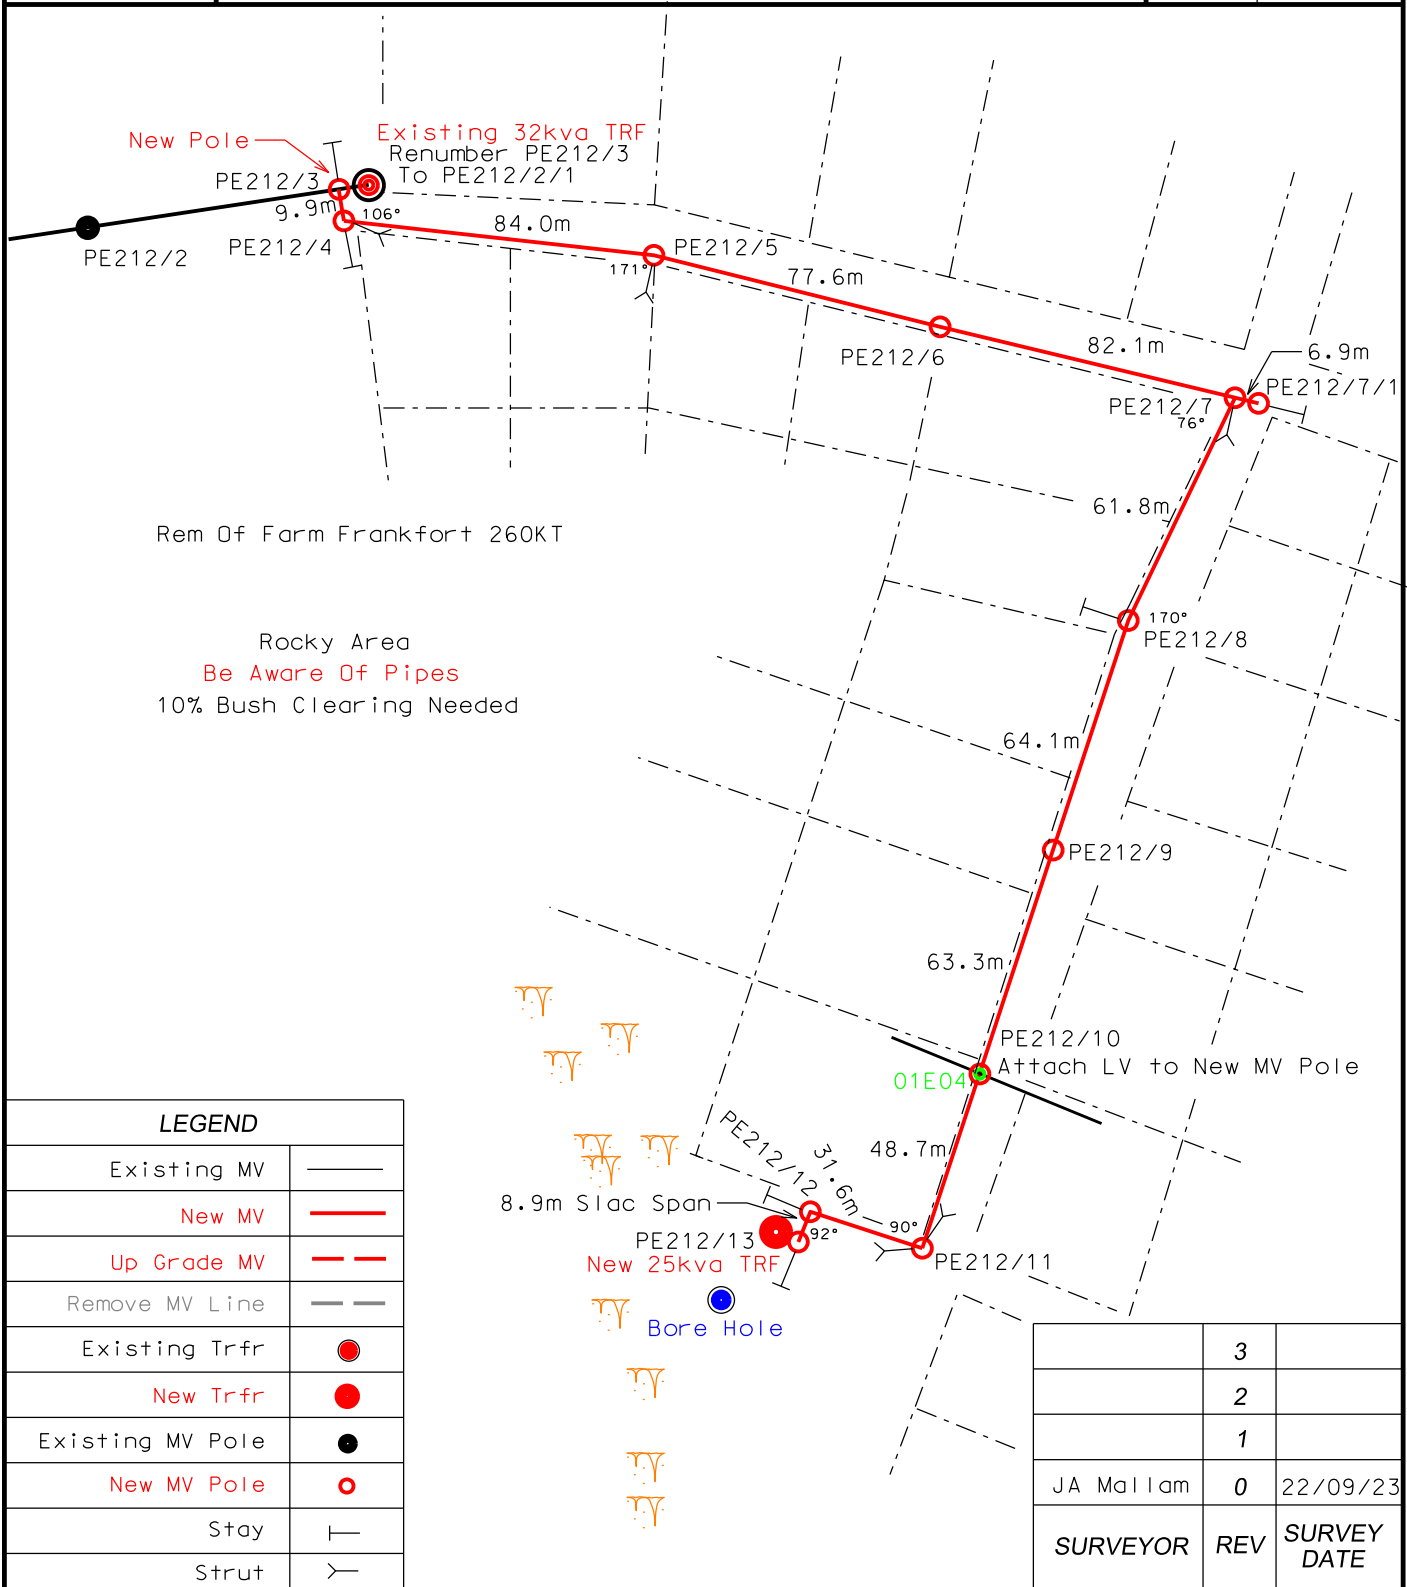 New Pole
Existing 32kva TRF
Renumber PE212/3
To PE212/2/1
PE212/3
9.9m
106°
PE212/4
PE212/2
84.0m
PE212/5
171°
77.6m
PE212/6
82.1m
6.9m
PE212/7/1
PE212/7
76°
61.8m
Rem Of Farm Frankfort 260KT
Rocky Area
Be Aware Of Pipes
10% Bush Clearing Needed
170°
PE212/8
64.1m
PE212/9
63.3m
PE212/10
Attach LV to New MV Pole
01E04
48.7m
PE212/12
31.6m
8.9m Slac Span
90°
92°
PE212/13
PE212/11
New 25kva TRF
Bore Hole
LEGEND
Existing MV
New MV
Up Grade MV
Remove MV Line
Existing Trfr
New Trfr
Existing MV Pole
New MV Pole
Stay
Strut
3
2
1
JA Mallam 0 22/09/23
SURVEYOR REV SURVEY
DATE